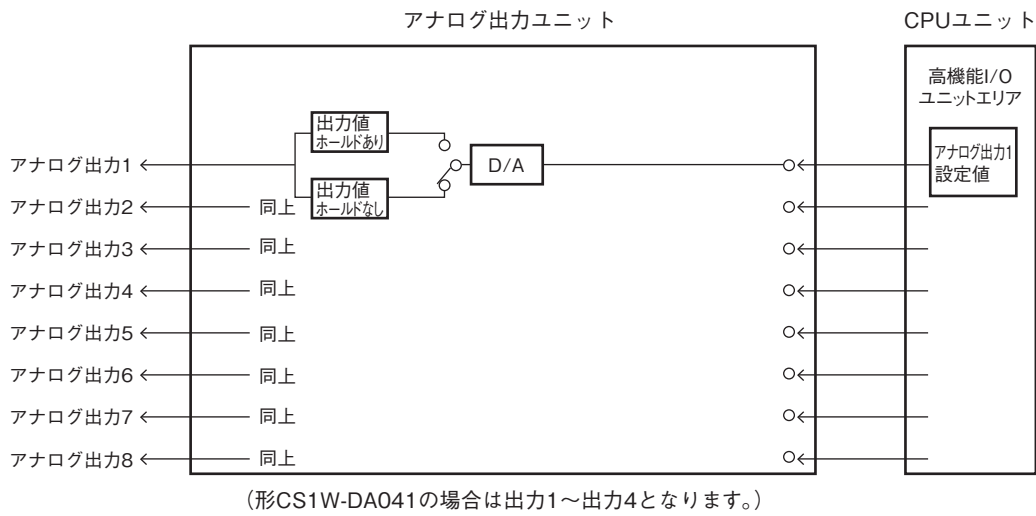 アナログ出力ユニット
CPUユニット
高機能I/O
ユニットエリア
出力値
ホールドあり
アナログ出力1
D/A
アナログ出力1
設定値
出力値
ホールドなし
アナログ出力2
同上
アナログ出力3
同上
アナログ出力4
同上
アナログ出力5
同上
アナログ出力6
同上
アナログ出力7
同上
アナログ出力8
同上
(形CS1W-DA041の場合は出力1～出力4となります。)